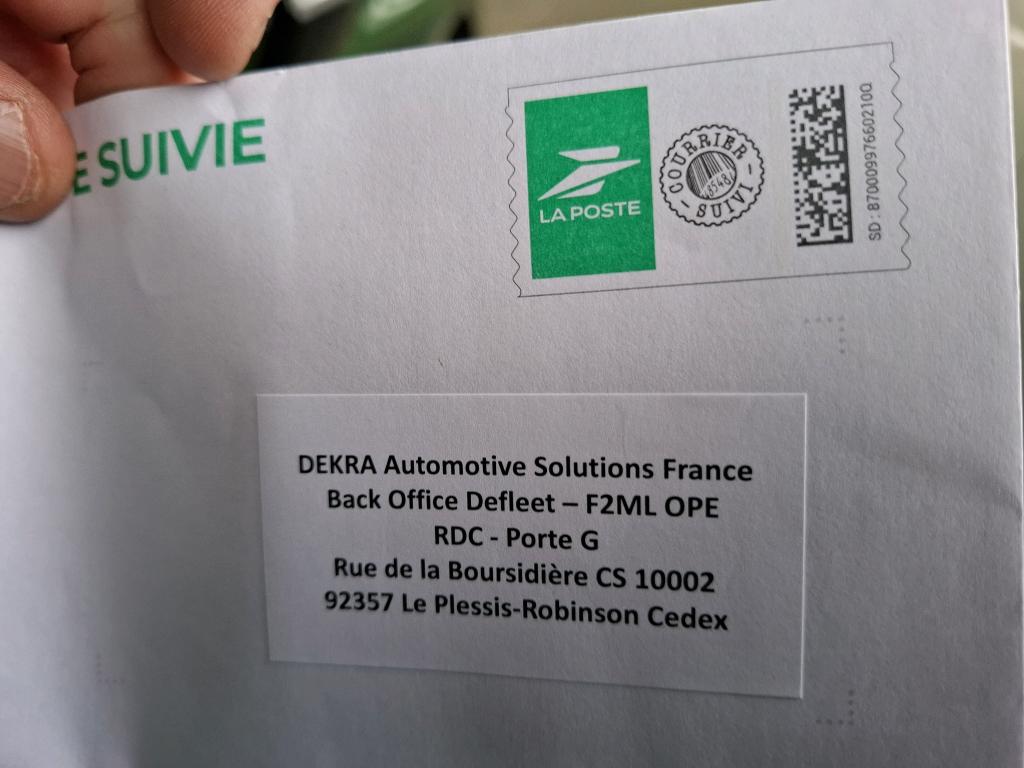 E SUIVIE
LA POSTE
COURRIER
SUIVI
SD : 87000997660210O
DEKRA Automotive Solutions France
Back Office Defleet – F2ML OPE
RDC - Porte G
Rue de la Boursidière CS 10002
92357 Le Plessis-Robinson Cedex